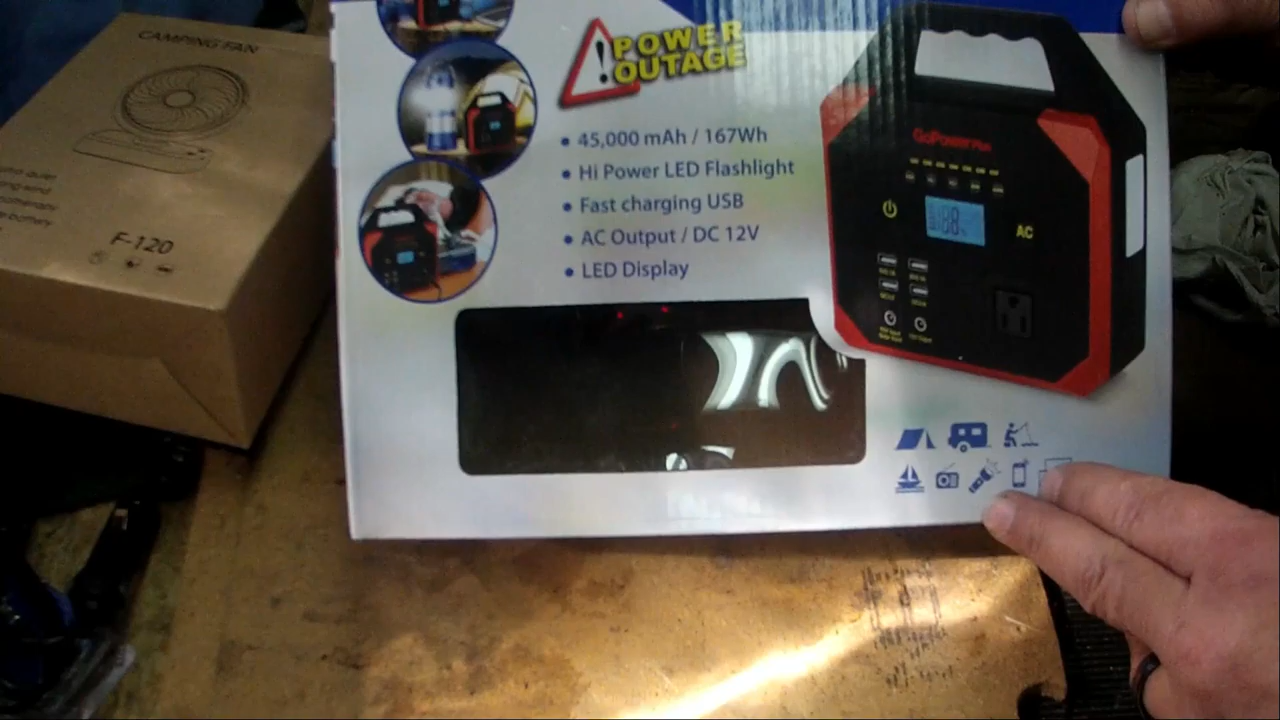 CAMPING FAN
F-120
POWER
OUTAGE
• 45,000 mAh / 167Wh
• Hi Power LED Flashlight
• Fast charging USB
• AC Output / DC 12V
• LED Display
GoPower Plus
AC